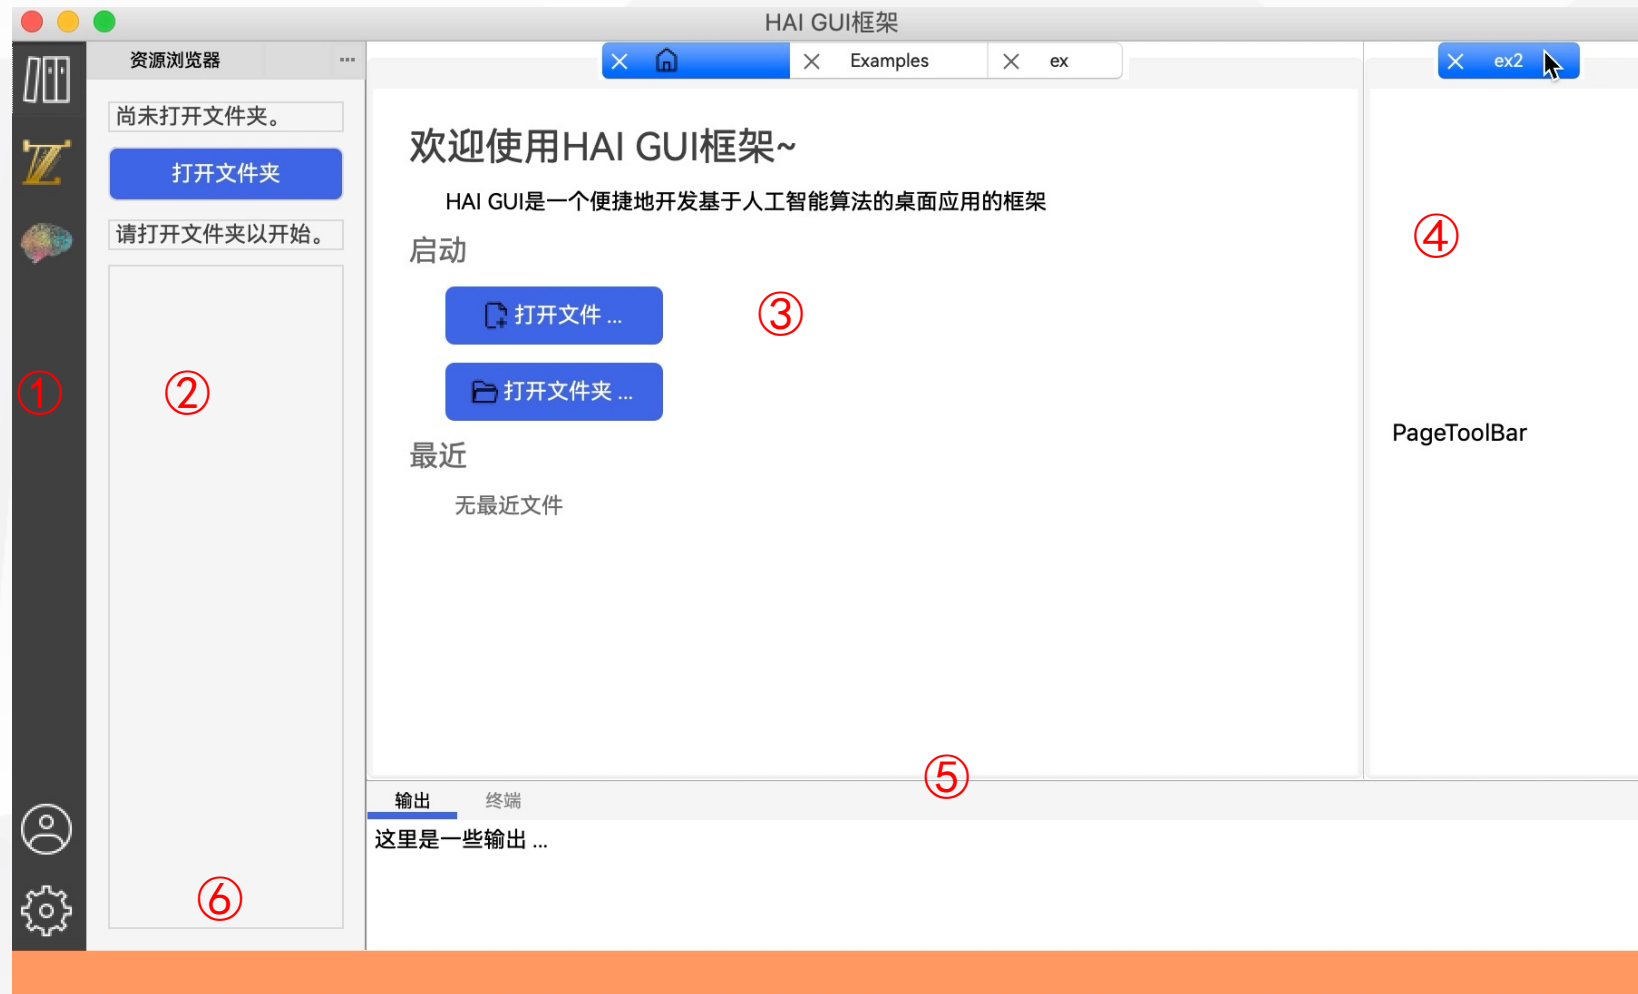 HAI GUI框架
资源浏览器 ...
尚未打开文件夹。
打开文件夹
请打开文件夹以开始。
①
②
⑥
Examples
ex
欢迎使用HAI GUI框架~
HAI GUI是一个便捷地开发基于人工智能算法的桌面应用的框架
启动
打开文件 ...
③
打开文件夹 ...
最近
无最近文件
ex2
④
PageToolBar
⑤
输出 终端
这里是一些输出 ...